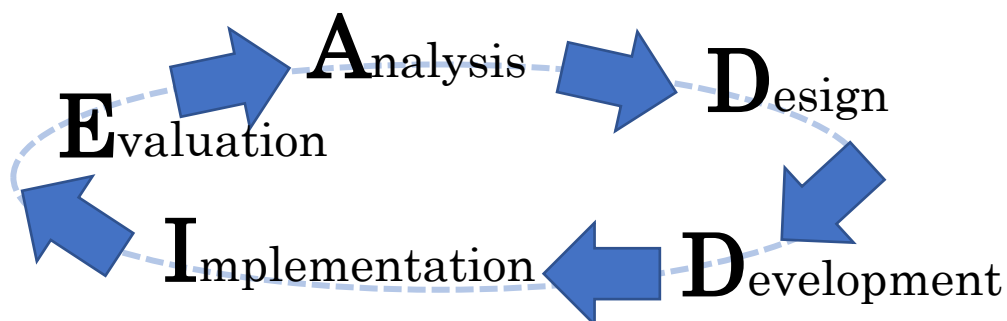 Analysis
Design
Evaluation
Implementation
Development